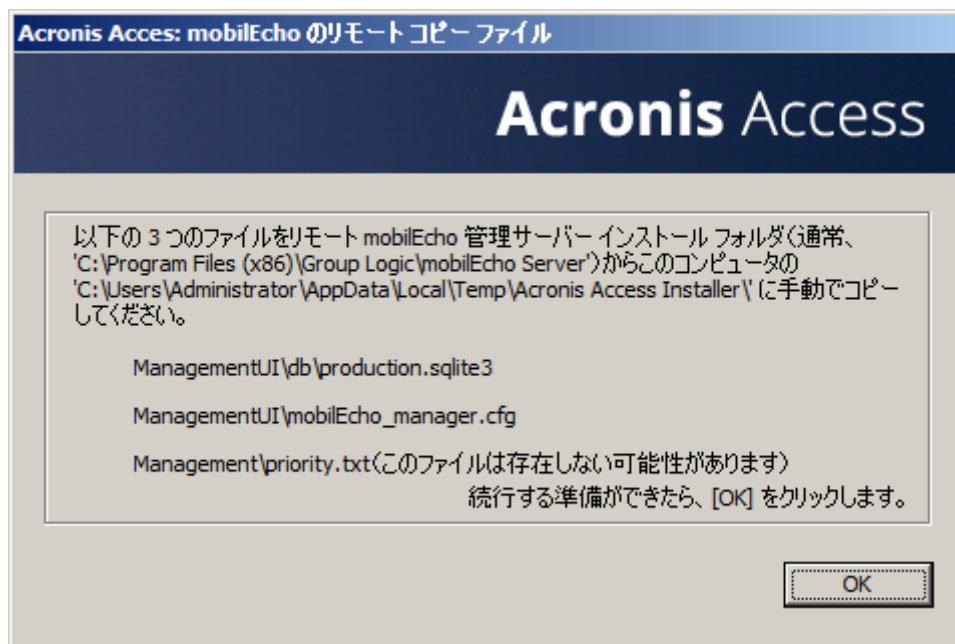 Acronis Acces: mobilEcho のリモート コピー ファイル
Acronis Access
以下の 3 つのファイルをリモート mobilEcho 管理サーバー インストール フォルダ(通常、
'C:\Program Files (x86)\Group Logic\mobilEcho Server')からこのコンピュータの
'C:\Users\Administrator\AppData\Local\Temp\Acronis Access Installer\' に手動でコピー
してください。
ManagementUI\db\production.sqlite3
ManagementUI\mobilEcho_manager.cfg
Management\priority.txt(このファイルは存在しない可能性があります)
続行する準備ができたら、[OK] をクリックします。
OK